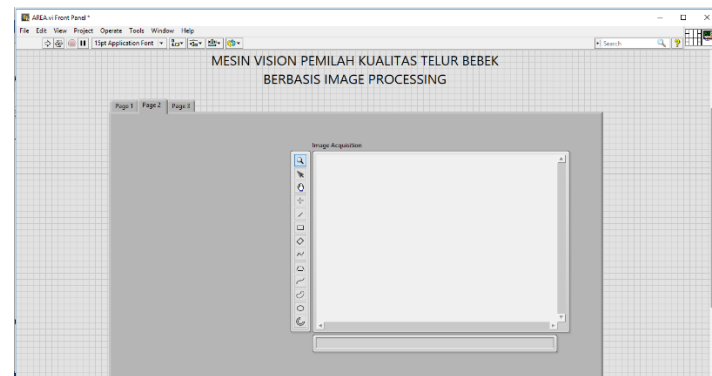 AREA.vi Front Panel *
File Edit View Project Operate Tools Window Help
15pt Application Font
Search
MESIN VISION PEMILAH KUALITAS TELUR BEBEK
BERBASIS IMAGE PROCESSING
Page 1 Page 2 Page 3
Image Acquisition